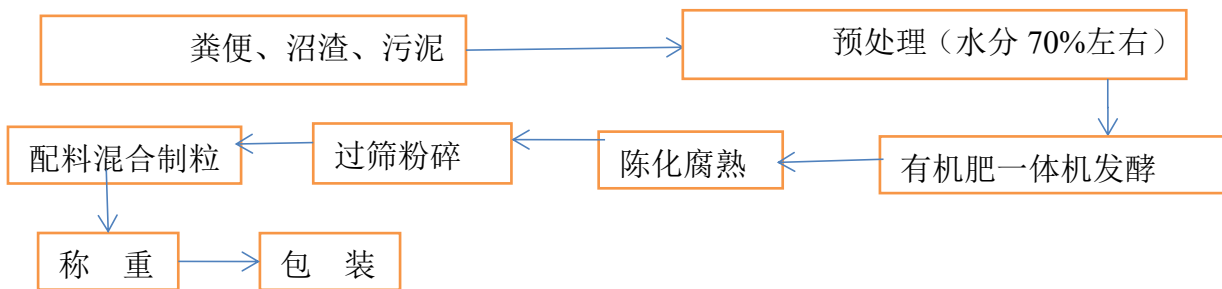 粪便、沼渣、污泥
预处理（水分 70%左右）
有机肥一体机发酵
陈化腐熟
过筛粉碎
配料混合制粒
称 重
包 装